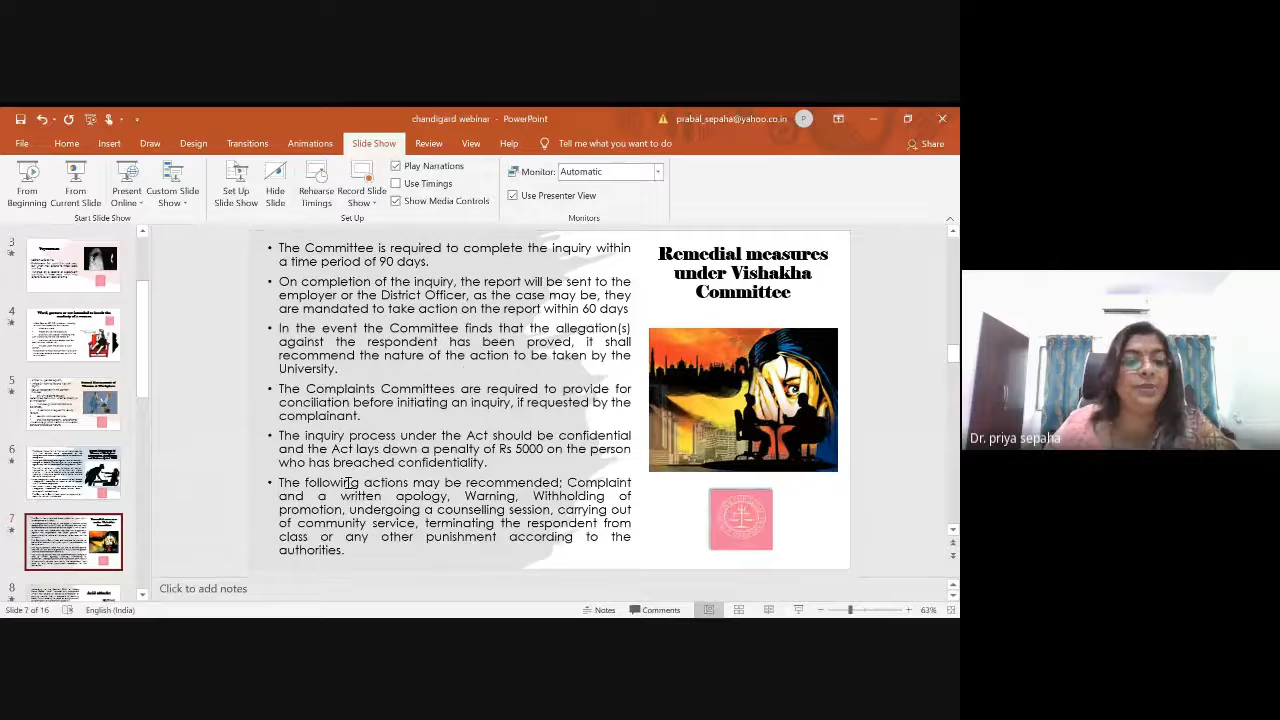 chandigard webinar - PowerPoint
prabal_sepaha@yahoo.co.in
P
File Home Insert Draw Design Transitions Animations Slide Show Review View Help Tell me what you want to do
Share
From Beginning
From Current Slide
Present Online
Custom Slide Show
Start Slide Show
Set Up Slide Show
Hide Slide
Rehearse Timings
Record Slide Show
Play Narrations
Use Timings
Show Media Controls
Set Up
Monitor: Automatic
Use Presenter View
Monitors
3
4
5
6
7
8
• The Committee is required to complete the inquiry within
a time period of 90 days.
• On completion of the inquiry, the report will be sent to the
employer or the District Officer, as the case may be, they
are mandated to take action on the report within 60 days
• In the event the Committee finds that the allegation(s)
against the respondent has been proved, it shall
recommend the nature of the action to be taken by the
University.
• The Complaints Committees are required to provide for
conciliation before initiating an inquiry, if requested by the
complainant.
• The inquiry process under the Act should be confidential
and the Act lays down a penalty of Rs 5000 on the person
who has breached confidentiality.
• The following actions may be recommended; Complaint
and a written apology, Warning, Withholding of
promotion, undergoing a counselling session, carrying out
of community service, terminating the respondent from
class or any other punishment according to the
authorities.
Remedial measures
under Vishakha
Committee
Dr. priya sepaha
Click to add notes
Slide 7 of 16 English (India)
Notes Comments 63%